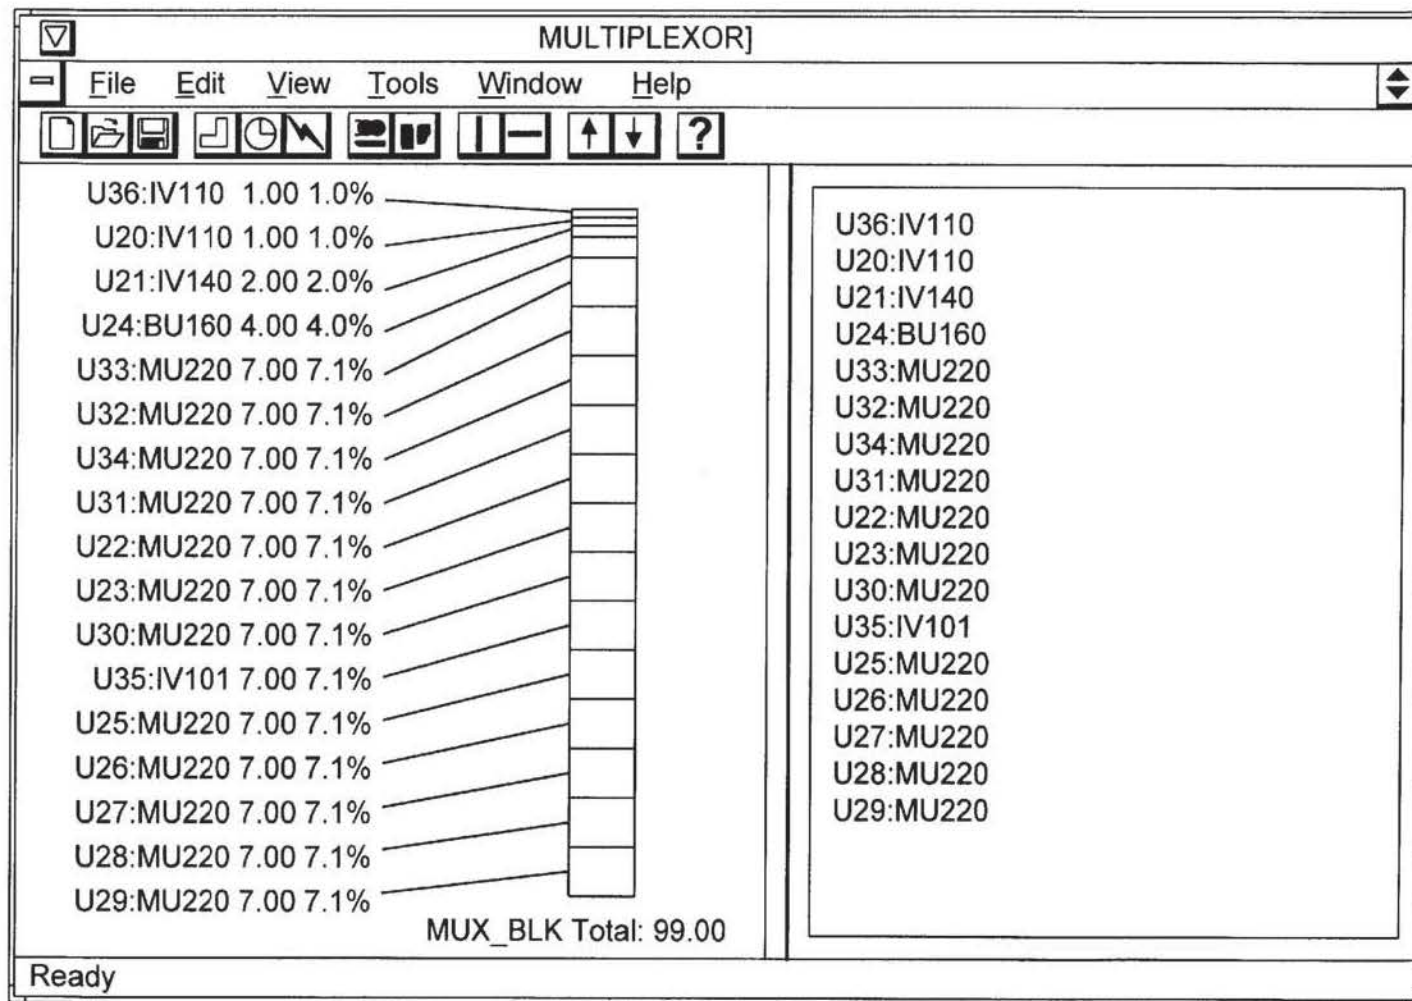 MULTIPLEXOR]
File Edit View Tools Window Help
?
U36:IV110 1.00 1.0%
U20:IV110 1.00 1.0%
U21:IV140 2.00 2.0%
U24:BU160 4.00 4.0%
U33:MU220 7.00 7.1%
U32:MU220 7.00 7.1%
U34:MU220 7.00 7.1%
U31:MU220 7.00 7.1%
U22:MU220 7.00 7.1%
U23:MU220 7.00 7.1%
U30:MU220 7.00 7.1%
U35:IV101 7.00 7.1%
U25:MU220 7.00 7.1%
U26:MU220 7.00 7.1%
U27:MU220 7.00 7.1%
U28:MU220 7.00 7.1%
U29:MU220 7.00 7.1%
MUX_BLK Total: 99.00
U36:IV110
U20:IV110
U21:IV140
U24:BU160
U33:MU220
U32:MU220
U34:MU220
U31:MU220
U22:MU220
U23:MU220
U30:MU220
U35:IV101
U25:MU220
U26:MU220
U27:MU220
U28:MU220
U29:MU220
Ready